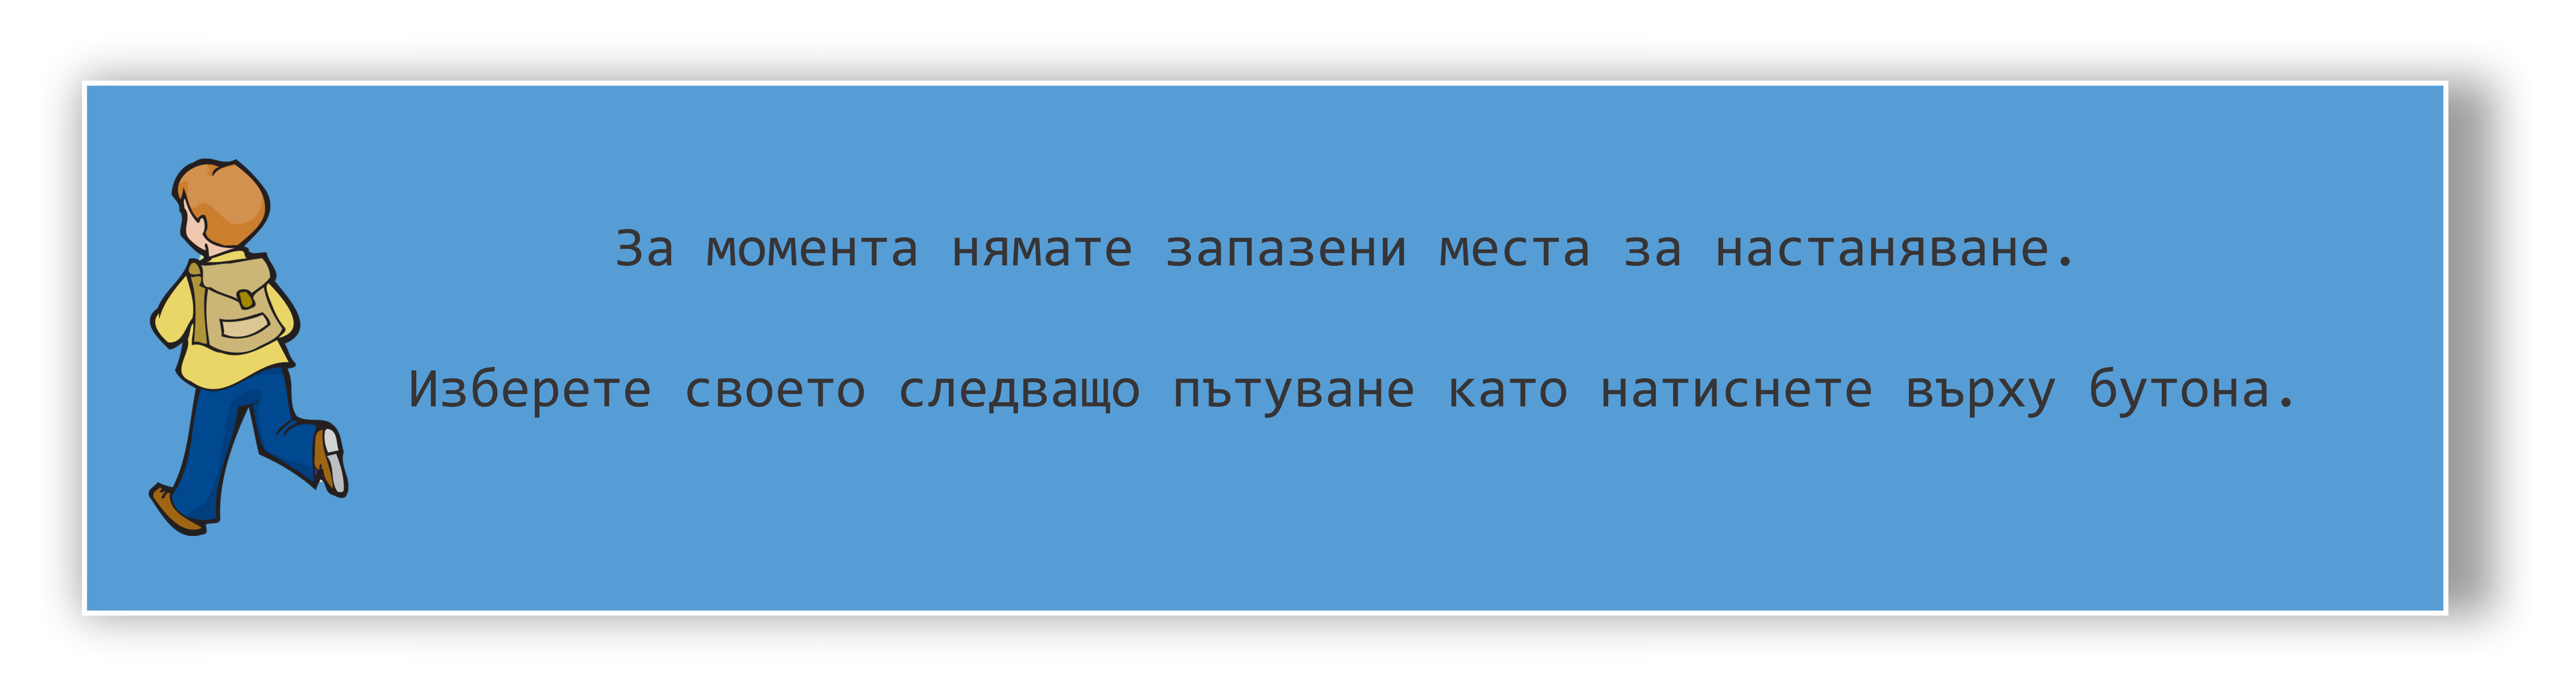 За момента нямате запазени места за настаняване.
Изберете своето следващо пътуване като натиснете върху бутона.